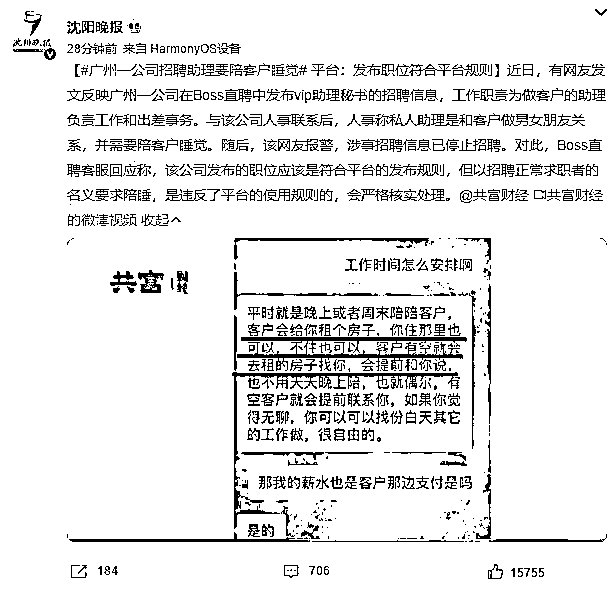 沈阳晚报
28分钟前 来自 HarmonyOS设备
【#广州一公司招聘助理要陪客户睡觉# 平台：发布职位符合平台规则】近日，有网友发
文反映广州一公司在Boss直聘中发布vip助理秘书的招聘信息，工作职责为做客户的助理
负责工作和出差事务。与该公司人事联系后，人事称私人助理是和客户做男女朋友关
系，并需要陪客户睡觉。随后，该网友报警，涉事招聘信息已停止招聘。对此，Boss直
聘客服回应称，该公司发布的职位应该是符合平台的发布规则，但以招聘正常求职者的
名义要求陪睡，是违反了平台的使用规则的，会严格核实处理。@共富财经 共富财经
的微博视频 收起
共富财经
工作时间怎么安排啊
平时就是晚上或者周末陪陪客户，
客户会给你租个房子，你住那里也
可以，不住也可以，客户有空就会
去租的房子找你，会提前和你说，
也不用天天晚上陪，也就偶尔，有
空客户就会提前联系你，如果你觉
得无聊，你可以可以找份白天其它
的工作做，很自由的。
那我的薪水也是客户那边支付是吗
是的
184
706
15755